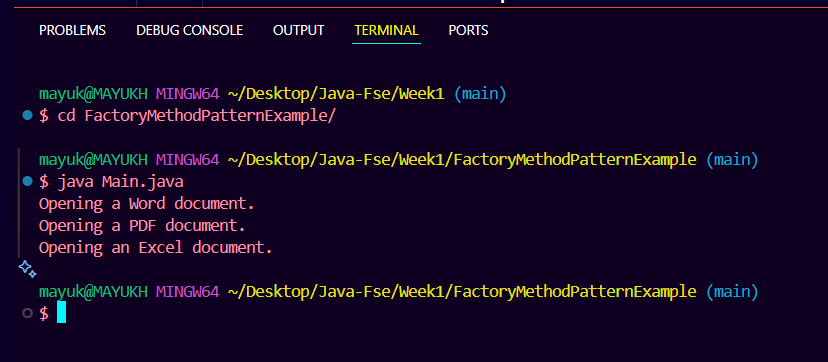 PROBLEMS DEBUG CONSOLE OUTPUT TERMINAL PORTS
mayuk@MAYUKH MINGW64 ~/Desktop/Java-Fse/Week1 (main)
$ cd FactoryMethodPatternExample/
mayuk@MAYUKH MINGW64 ~/Desktop/Java-Fse/Week1/FactoryMethodPatternExample (main)
$ java Main.java
Opening a Word document.
Opening a PDF document.
Opening an Excel document.
mayuk@MAYUKH MINGW64 ~/Desktop/Java-Fse/Week1/FactoryMethodPatternExample (main)
$